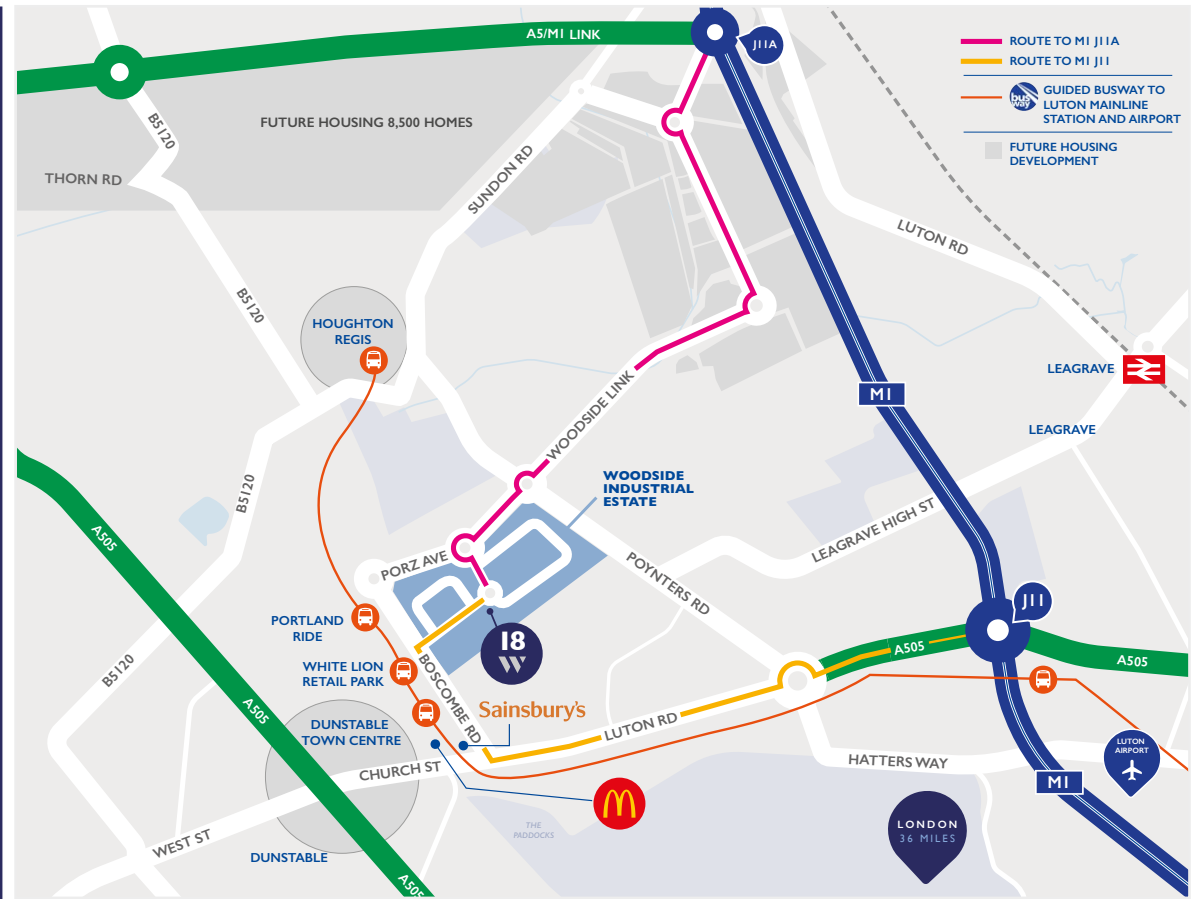 A5/M1 LINK
J11A
ROUTE TO M1 J11A
ROUTE TO M1 J11
bus
way
GUIDED BUSWAY TO
LUTON MAINLINE
STATION AND AIRPORT
FUTURE HOUSING
DEVELOPMENT
B5120
FUTURE HOUSING 8,500 HOMES
THORN RD
SUNDON RD
LUTON RD
B5120
HOUGHTON
REGIS
LEAGRAVE
M1
WOODSIDE LINK
LEAGRAVE
WOODSIDE
INDUSTRIAL
ESTATE
B5120
A505
LEAGRAVE HIGH ST
PORZ AVE
POYNTERS RD
J11
PORTLAND
RIDE
18
A505
A505
B5120
WHITE LION
RETAIL PARK
BOSCOMBE RD
A505
Sainsbury's
DUNSTABLE
TOWN CENTRE
LUTON RD
LUTON
AIRPORT
CHURCH ST
HATTERS WAY
M1
THE
PADDOCKS
LONDON
36 MILES
WEST ST
DUNSTABLE
A505